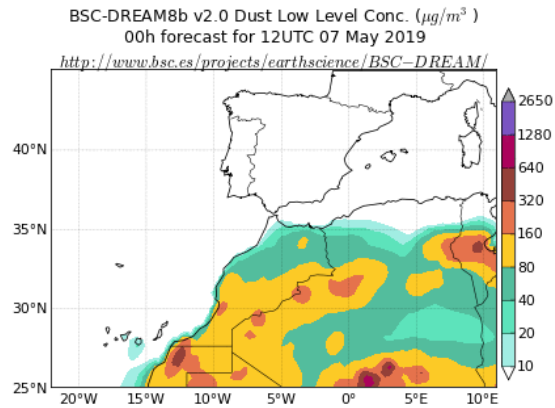 BSC-DREAM8b v2.0 Dust Low Level Conc. (μg/m³ )
00h forecast for 12UTC 07 May 2019
http://www.bsc.es/projects/earthscience/BSC−DREAM/
2650
1280
640
320
160
80
40
20
10
40°N
35°N
30°N
25°N
20°W
15°W
10°W
5°W
0°E
5°E
10°E